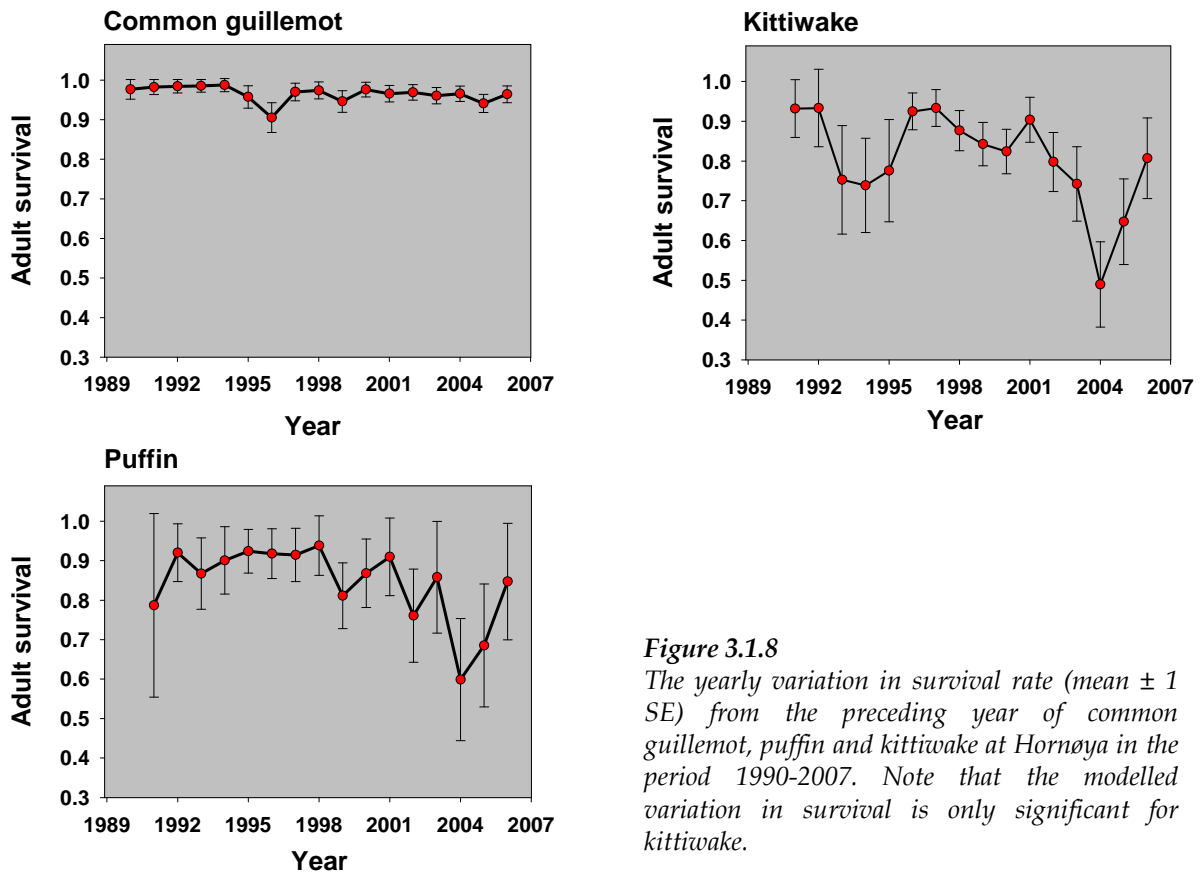 Common guillemot
1.0
0.9
0.8
0.7
0.6
0.5
0.4
0.3
Adult survival
1989 1992 1995 1998 2001 2004 2007
Year
Kittiwake
1.0
0.9
0.8
0.7
0.6
0.5
0.4
0.3
Adult survival
1989 1992 1995 1998 2001 2004 2007
Year
Puffin
1.0
0.9
0.8
0.7
0.6
0.5
0.4
0.3
Adult survival
1989 1992 1995 1998 2001 2004 2007
Year
Figure 3.1.8
The yearly variation in survival rate (mean ± 1
SE) from the preceding year of common
guillemot, puffin and kittiwake at Hornøya in the
period 1990-2007. Note that the modelled
variation in survival is only significant for
kittiwake.